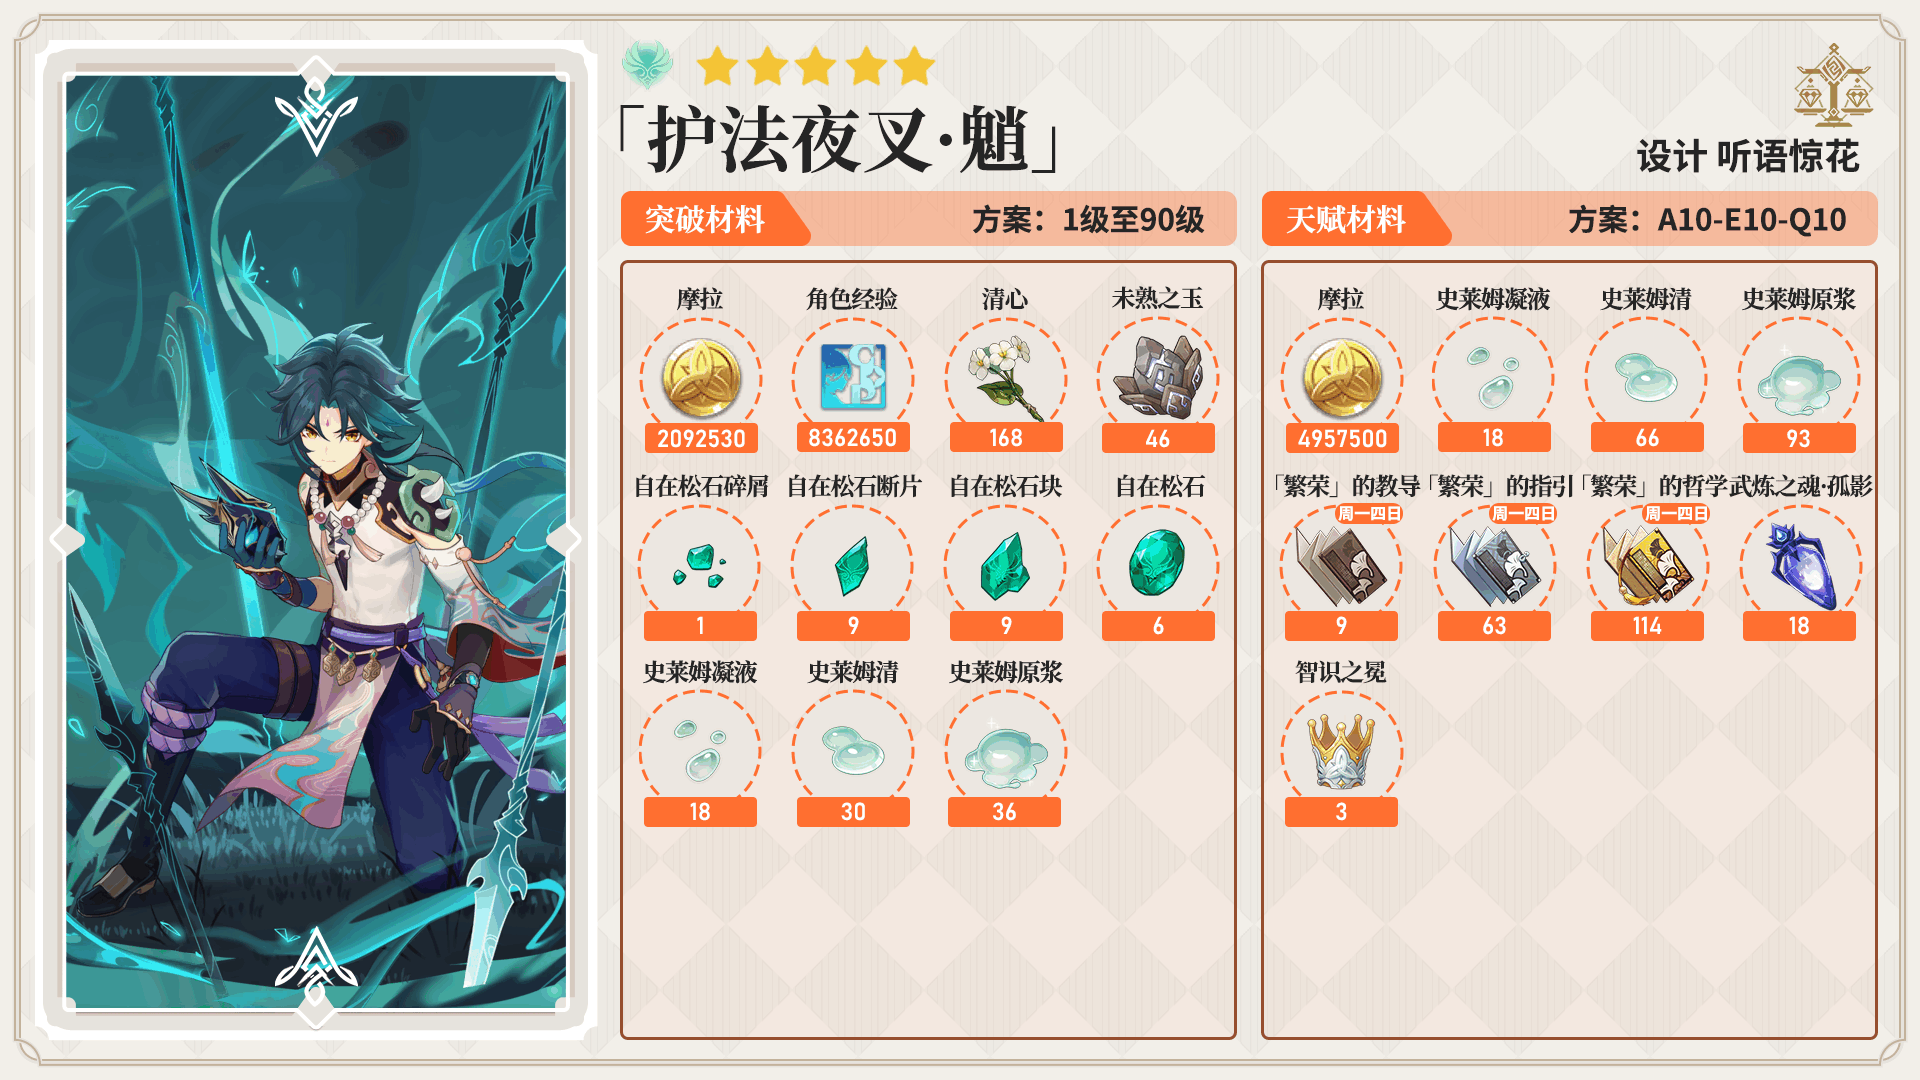 「护法夜叉·魈」
设计 听语惊花
突破材料 方案：1级至90级
摩拉 角色经验 清心 未熟之玉
2092530 8362650 168 46
自在松石碎屑 自在松石断片 自在松石块 自在松石
1 9 9 6
史莱姆凝液 史莱姆清 史莱姆原浆
18 30 36
天赋材料 方案：A10-E10-Q10
摩拉 史莱姆凝液 史莱姆清 史莱姆原浆
4957500 18 66 93
「繁荣」的教导 「繁荣」的指引 「繁荣」的哲学 武炼之魂·孤影
周一四日 周一四日 周一四日
9 63 114 18
智识之冕
3